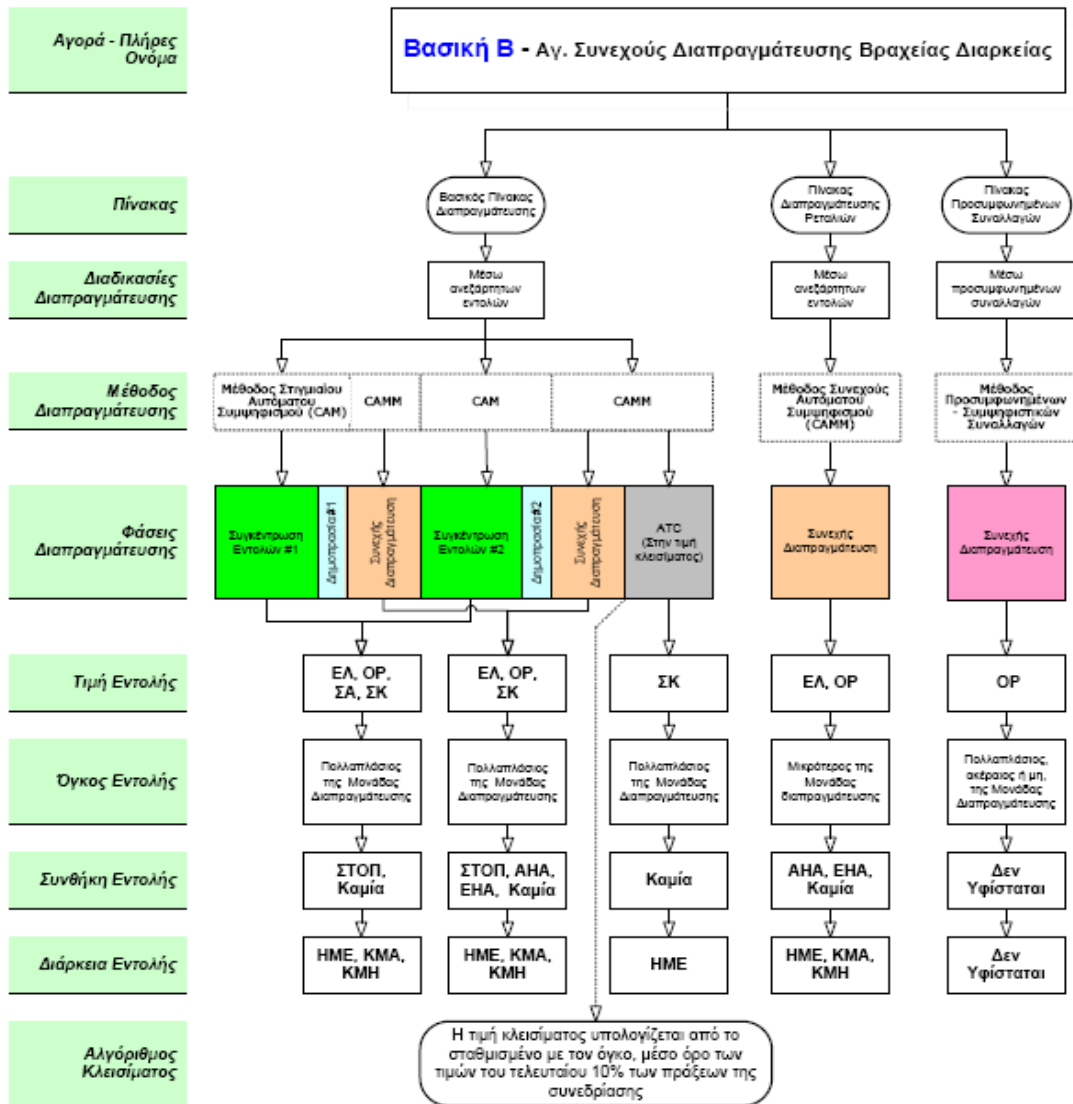 Αγορά - Πλήρες
Ονόμα
Βασική Β - Αγ. Συνεχούς Διαπραγμάτευσης Βραχείας Διαρκείας
Πίνακας
Βασικός Πίνακας
Διαπραγμάτευσης
Πίνακας
Διαπραγμάτευσης
Ρεταλιών
Πίνακας
Προσυμφωνημένων
Συναλλαγών
Διαδικασίες
Διαπραγμάτευσης
Μέσω
ανεξάρτητων
εντολών
Μέσω
ανεξάρτητων
εντολών
Μέσω
προσυμφωνημένων
συναλλαγών
Μέθοδος
Διαπραγμάτευσης
Μέθοδος Στιγμιαίου
Αυτόματου
Συμψηφισμού (CAM)
CAMM
CAM
CAMM
Μέθοδος Συνεχούς
Αυτόματου
Συμψηφισμού
(CAMM)
Μέθοδος
Προσυμφωνημένων
- Συμψηφιστικών
Συναλλαγών
Φάσεις
Διαπραγμάτευσης
Συγκέντρωση
Εντολών #1
Δημοπρασία#1
Συνεχής
Διαπραγμάτευση
Συγκέντρωση
Εντολών #2
Δημοπρασία#2
Συνεχής
Διαπραγμάτευση
ATC
(Στην τιμή
κλεισίματος)
Συνεχής
Διαπραγμάτευση
Συνεχής
Διαπραγμάτευση
Τιμή Εντολής
ΕΛ, ΟΡ,
ΣΑ, ΣΚ
ΕΛ, ΟΡ,
ΣΚ
ΣΚ
ΕΛ, ΟΡ
ΟΡ
Όγκος Εντολής
Πολλαπλάσιος
της Μονάδας
Διαπραγμάτευσης
Πολλαπλάσιος
της Μονάδας
Διαπραγμάτευσης
Πολλαπλάσιος
της Μονάδας
Διαπραγμάτευσης
Μικρότερος της
Μονάδας
διαπραγμάτευσης
Πολλαπλάσιος,
ακέραιος ή μη,
της Μονάδας
Διαπραγμάτευσης
Συνθήκη Εντολής
ΣΤΟΠ,
Καμία
ΣΤΟΠ, ΑΗΑ,
ΕΗΑ, Καμία
Καμία
ΑΗΑ, ΕΗΑ,
Καμία
Δεν
Υφίσταται
Διάρκεια Εντολής
ΗΜΕ, ΚΜΑ,
ΚΜΗ
ΗΜΕ, ΚΜΑ,
ΚΜΗ
ΗΜΕ
ΗΜΕ, ΚΜΑ,
ΚΜΗ
Δεν
Υφίσταται
Αλγόριθμος
Κλεισίματος
Η τιμή κλεισίματος υπολογίζεται από το
σταθμισμένο με τον όγκο, μέσο όρο των
τιμών του τελευταίου 10% των πράξεων της
συνεδρίασης